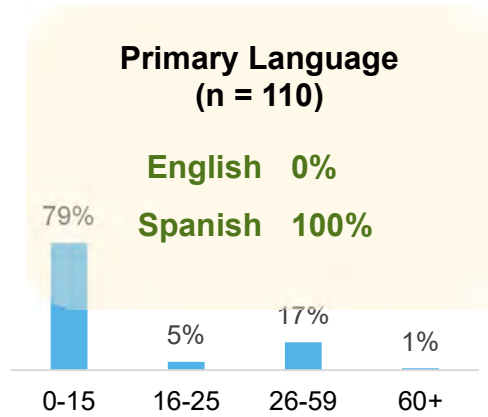 Primary Language
(n = 110)
English 0%
Spanish 100%
79%
5%
17%
1%
0-15
16-25
26-59
60+